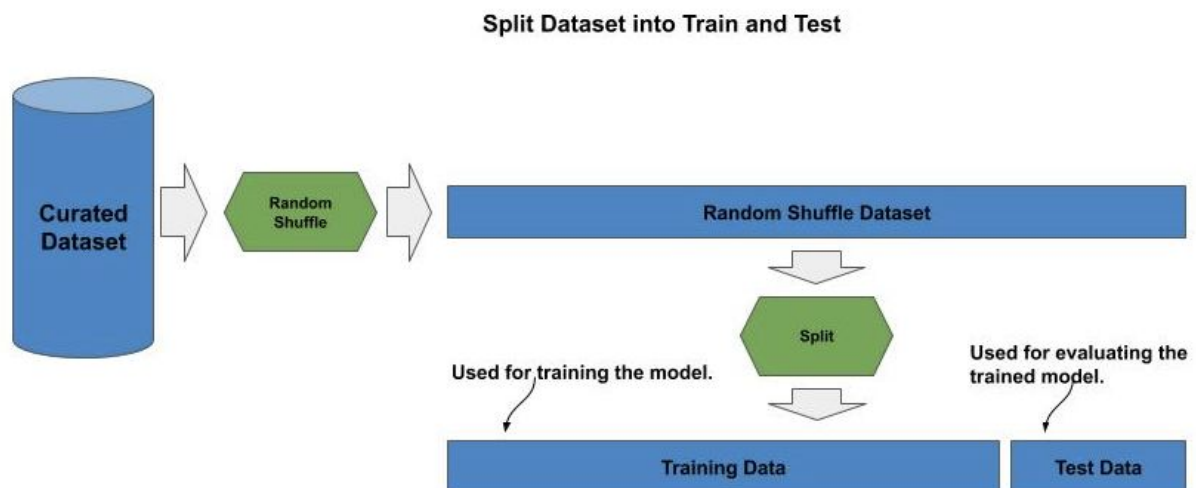 Split Dataset into Train and Test
Curated
Dataset
Random
Shuffle
Random Shuffle Dataset
Split
Used for training the model.
Used for evaluating the
trained model.
Training Data
Test Data